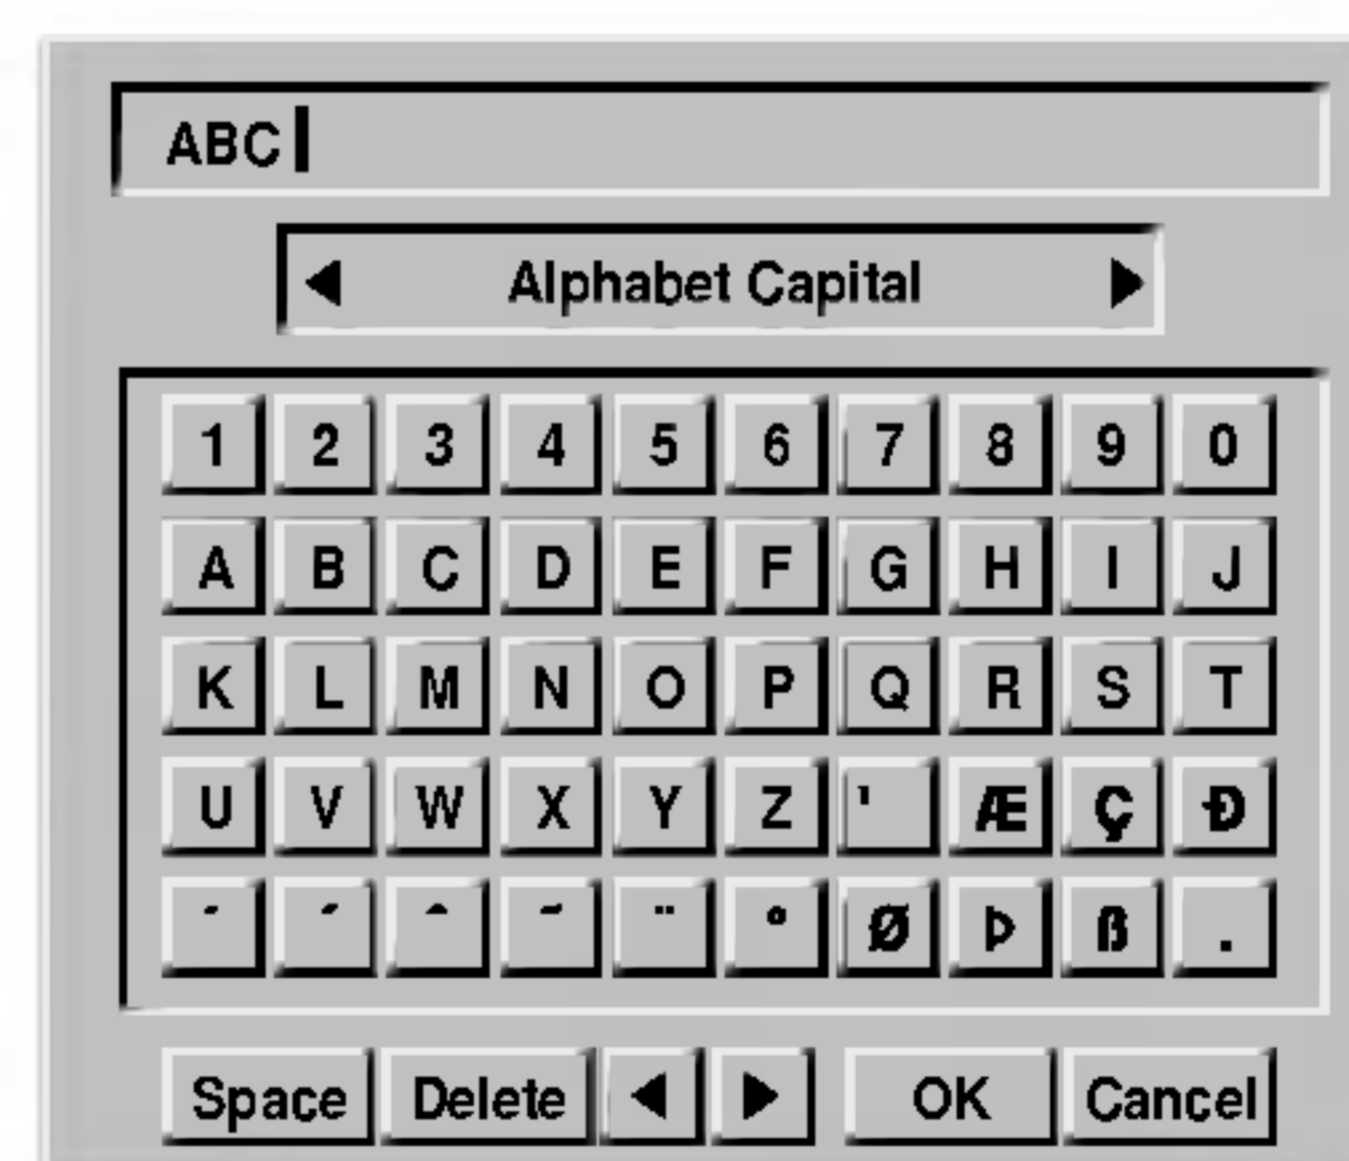 ABC
◀ Alphabet Capital ▶
1 2 3 4 5 6 7 8 9 0
A B C D E F G H I J
K L M N O P Q R S T
U V W X Y Z ' Æ Ç Ð
´ ˆ ˜ ¨ ° Ø Þ ß .
Space Delete ◀ ▶ OK Cancel